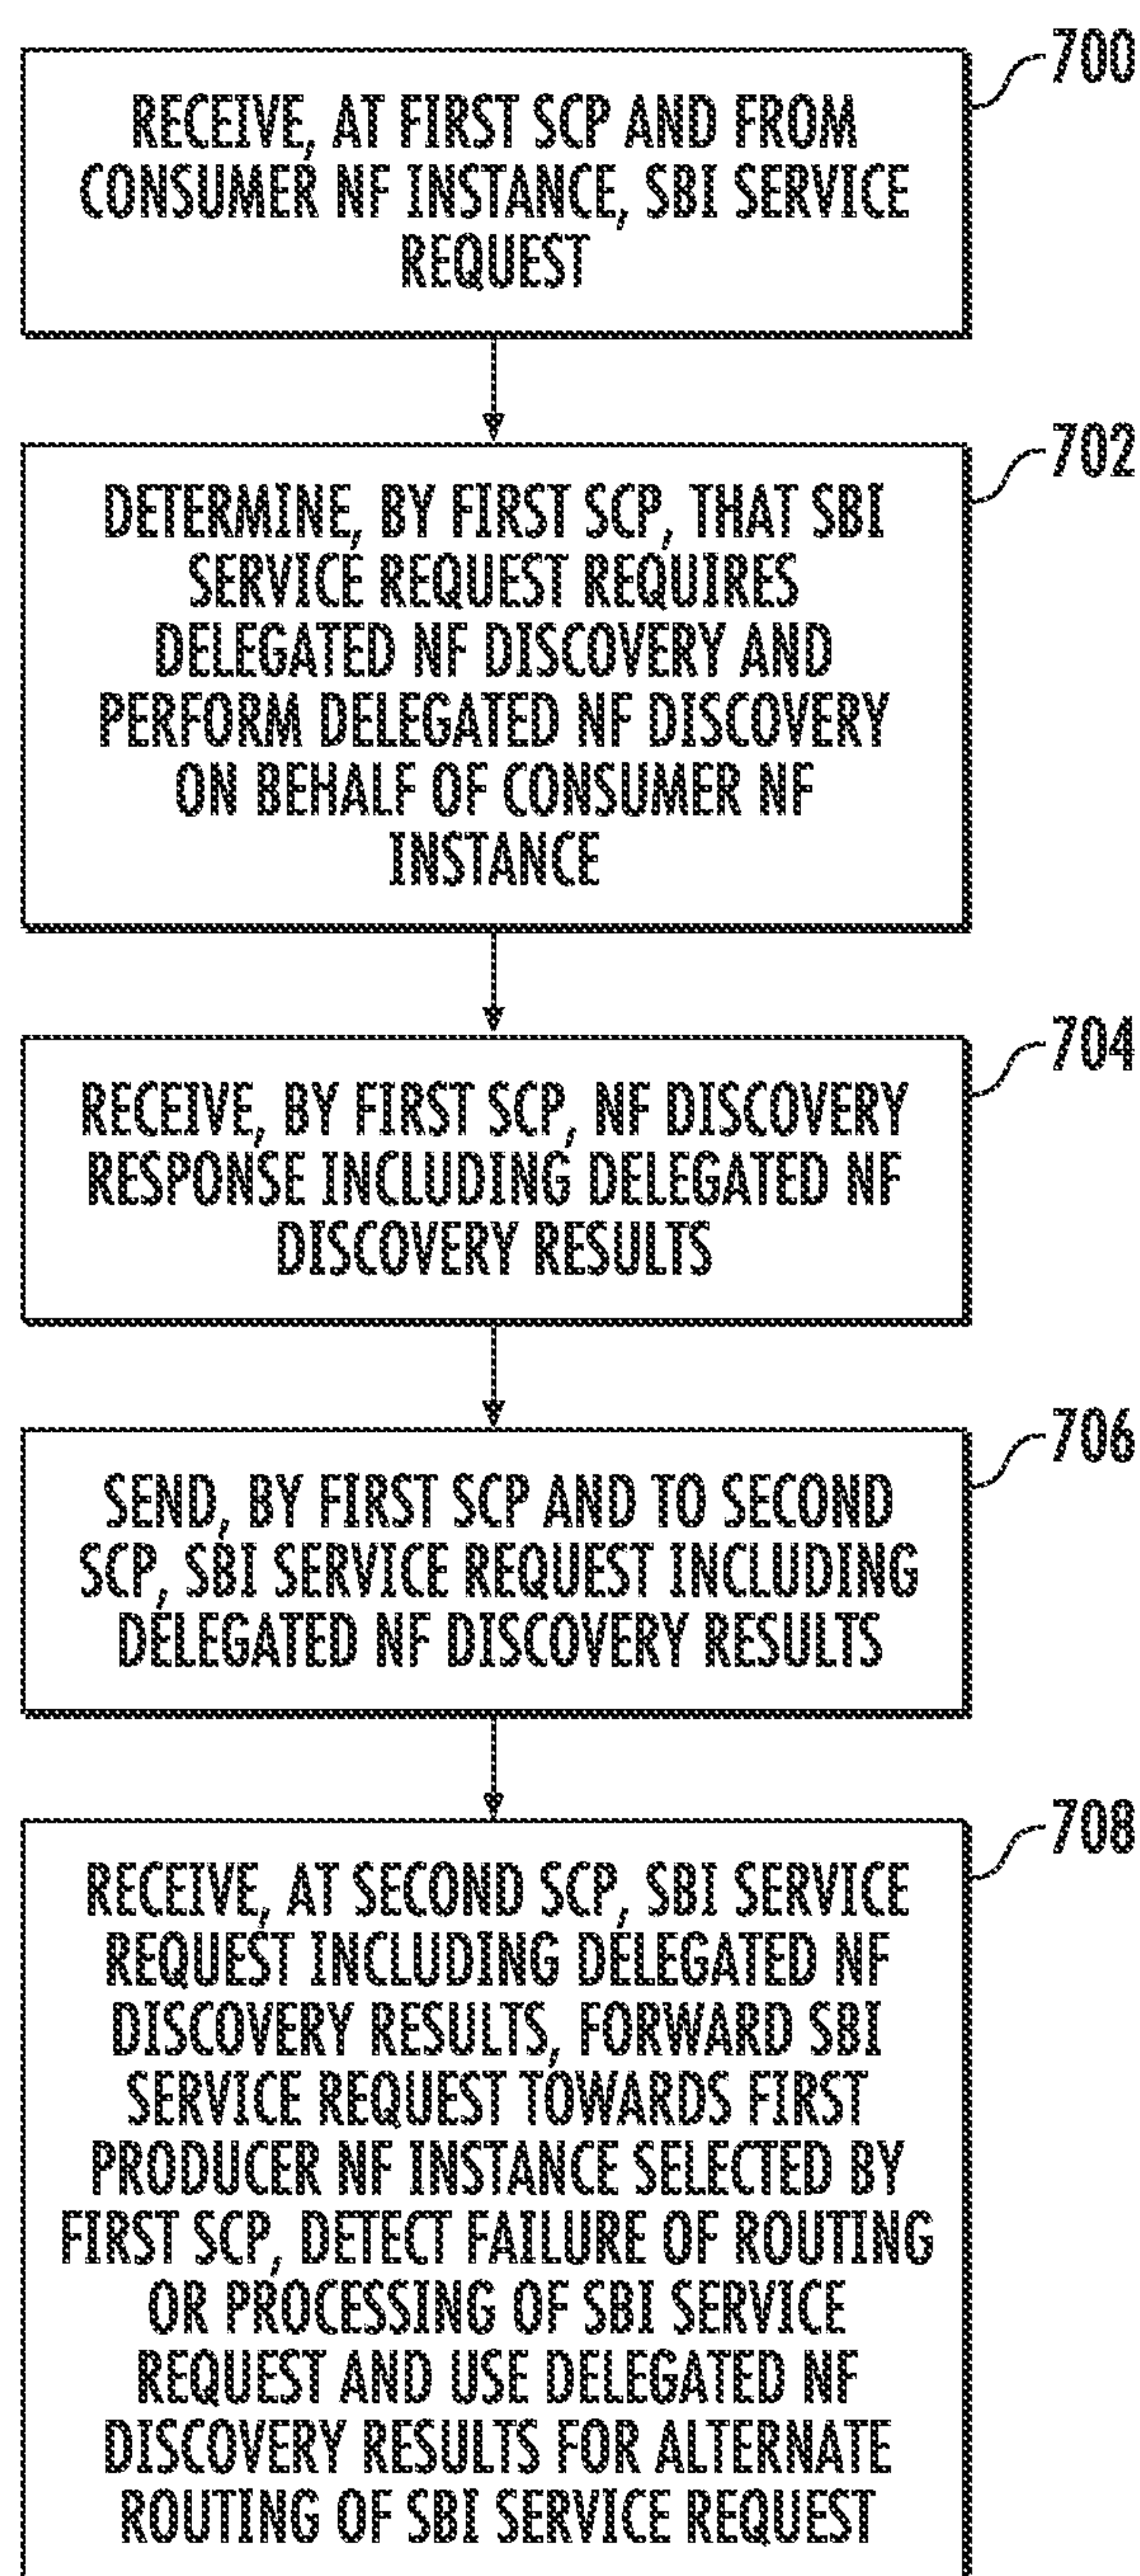 700
RECEIVE, AT FIRST SCP AND FROM
CONSUMER NF INSTANCE, SBI SERVICE
REQUEST
702
DETERMINE, BY FIRST SCP, THAT SBI
SERVICE REQUEST REQUIRES
DELEGATED NF DISCOVERY AND
PERFORM DELEGATED NF DISCOVERY
ON BEHALF OF CONSUMER NF
INSTANCE
704
RECEIVE, BY FIRST SCP, NF DISCOVERY
RESPONSE INCLUDING DELEGATED NF
DISCOVERY RESULTS
706
SEND, BY FIRST SCP AND TO SECOND
SCP, SBI SERVICE REQUEST INCLUDING
DELEGATED NF DISCOVERY RESULTS
708
RECEIVE, AT SECOND SCP, SBI SERVICE
REQUEST INCLUDING DELEGATED NF
DISCOVERY RESULTS, FORWARD SBI
SERVICE REQUEST TOWARDS FIRST
PRODUCER NF INSTANCE SELECTED BY
FIRST SCP, DETECT FAILURE OF ROUTING
OR PROCESSING OF SBI SERVICE
REQUEST AND USE DELEGATED NF
DISCOVERY RESULTS FOR ALTERNATE
ROUTING OF SBI SERVICE REQUEST